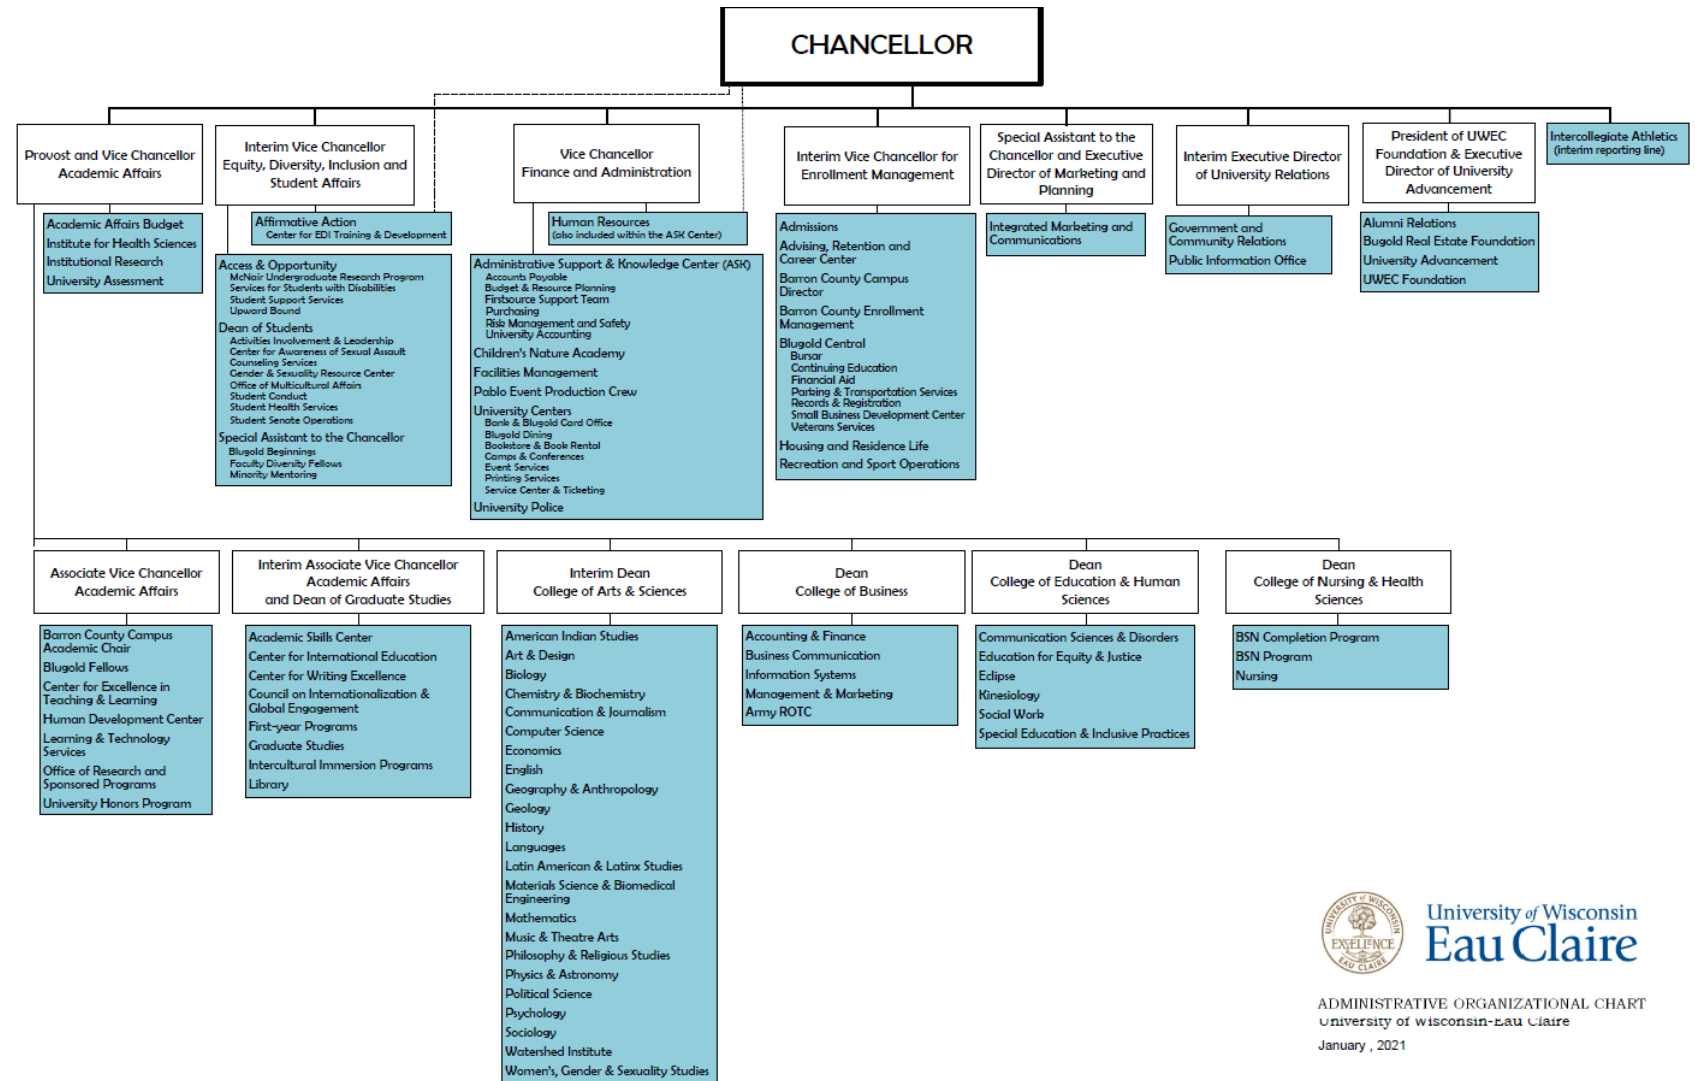 CHANCELLOR
Provost and Vice Chancellor
Academic Affairs
Academic Affairs Budget
Institute for Health Sciences
Institutional Research
University Assessment
Interim Vice Chancellor
Equity, Diversity, Inclusion and
Student Affairs
Affirmative Action
Center for EDI Training & Development
Access & Opportunity
McNair Undergraduate Research Program
Services for Students with Disabilities
Student Support Services
Upward Bound
Dean of Students
Activities Involvement & Leadership
Center for Awareness of Sexual Assault
Counseling Services
Gender & Sexuality Resource Center
Office of Multicultural Affairs
Student Conduct
Student Health Services
Student Senate Operations
Special Assistant to the Chancellor
Blugold Beginnings
Faculty Diversity Fellows
Minority Mentoring
Vice Chancellor
Finance and Administration
Human Resources
(also included within the ASK Center)
Administrative Support & Knowledge Center (ASK)
Accounts Payable
Budget & Resource Planning
Firstsource Support Team
Purchasing
Risk Management and Safety
University Accounting
Children's Nature Academy
Facilities Management
Pablo Event Production Crew
University Centers
Bank & Blugold Card Office
Blugold Dining
Bookstore & Book Rental
Camps & Conferences
Event Services
Printing Services
Service Center & Ticketing
University Police
Interim Vice Chancellor for
Enrollment Management
Admissions
Advising, Retention and
Career Center
Barron County Campus
Director
Barron County Enrollment
Management
Blugold Central
Bursar
Continuing Education
Financial Aid
Parking & Transportation Services
Records & Registration
Small Business Development Center
Veterans Services
Housing and Residence Life
Recreation and Sport Operations
Special Assistant to the
Chancellor and Executive
Director of Marketing and
Planning
Integrated Marketing and
Communications
Interim Executive Director
of University Relations
Government and
Community Relations
Public Information Office
President of UWEC
Foundation & Executive
Director of University
Advancement
Alumni Relations
Bugold Real Estate Foundation
University Advancement
UWEC Foundation
Intercollegiate Athletics
(interim reporting line)
Associate Vice Chancellor
Academic Affairs
Barron County Campus
Academic Chair
Blugold Fellows
Center for Excellence in
Teaching & Learning
Human Development Center
Learning & Technology
Services
Office of Research and
Sponsored Programs
University Honors Program
Interim Associate Vice Chancellor
Academic Affairs
and Dean of Graduate Studies
Academic Skills Center
Center for International Education
Center for Writing Excellence
Council on Internationalization &
Global Engagement
First-year Programs
Graduate Studies
Intercultural Immersion Programs
Library
Interim Dean
College of Arts & Sciences
American Indian Studies
Art & Design
Biology
Chemistry & Biochemistry
Communication & Journalism
Computer Science
Economics
English
Geography & Anthropology
Geology
History
Languages
Latin American & Latinx Studies
Materials Science & Biomedical
Engineering
Mathematics
Music & Theatre Arts
Philosophy & Religious Studies
Physics & Astronomy
Political Science
Psychology
Sociology
Watershed Institute
Women's, Gender & Sexuality Studies
Dean
College of Business
Accounting & Finance
Business Communication
Information Systems
Management & Marketing
Army ROTC
Dean
College of Education & Human
Sciences
Communication Sciences & Disorders
Education for Equity & Justice
Eclipse
Kinesiology
Social Work
Special Education & Inclusive Practices
Dean
College of Nursing & Health
Sciences
BSN Completion Program
BSN Program
Nursing
UNIVERSITY of WISCONSIN
EXCELLENCE
EAU CLAIRE
University of Wisconsin
Eau Claire
ADMINISTRATIVE ORGANIZATIONAL CHART
University of Wisconsin-Eau Claire
January , 2021